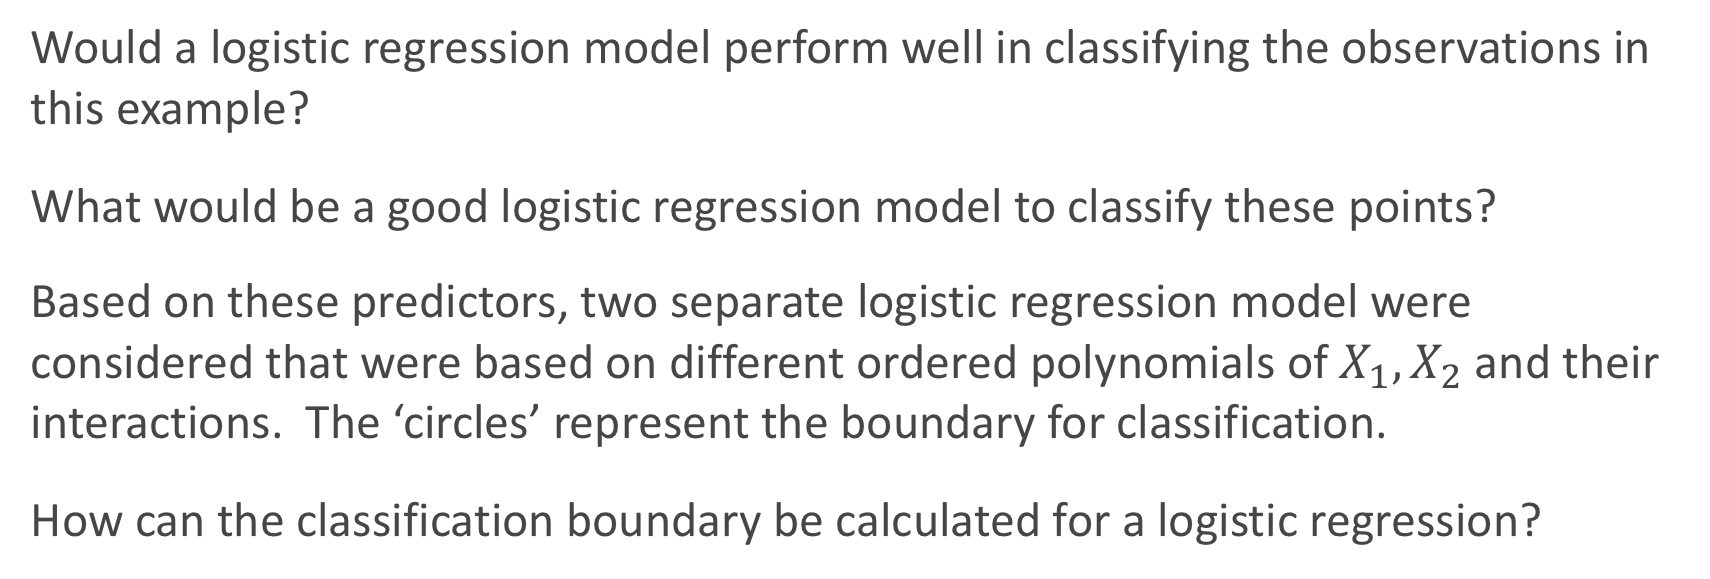 Would a logistic regression model perform well in classifying the observations in
this example?
What would be a good logistic regression model to classify these points?
Based on these predictors, two separate logistic regression model were
considered that were based on different ordered polynomials of X₁, X₂ and their
interactions.  The ‘circles’ represent the boundary for classification.
How can the classification boundary be calculated for a logistic regression?